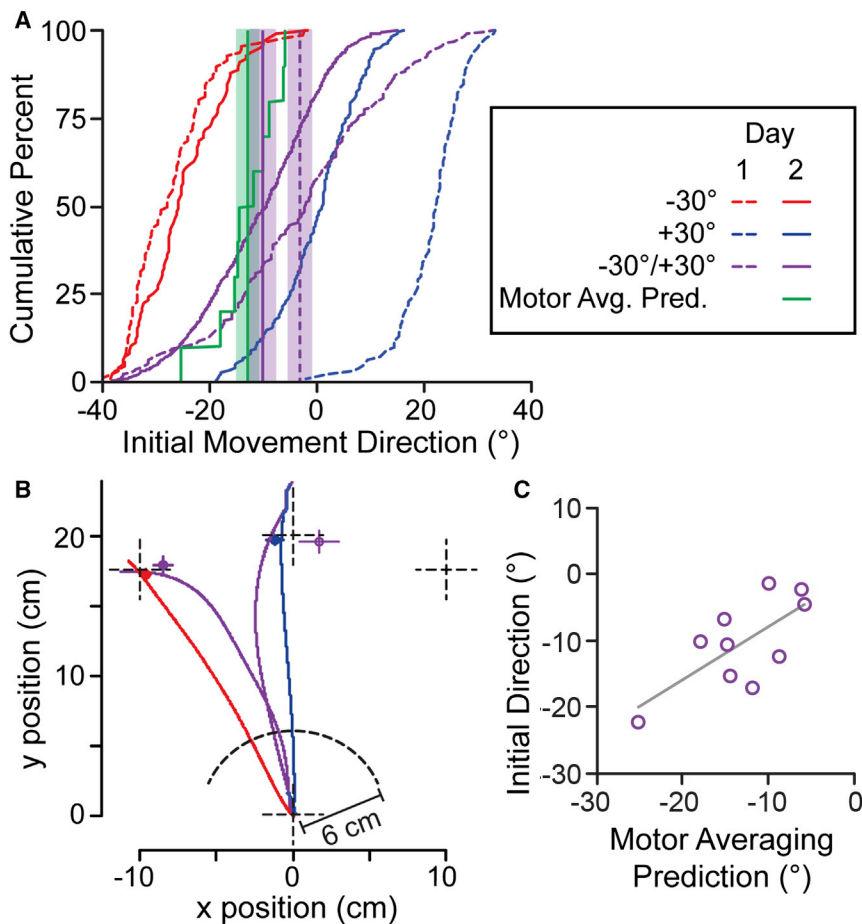 A
100
75
50
25
0
Cumulative Percent
-40 -20 0 20 40
Initial Movement Direction (°)
Day
1 2
-30°
+30°
-30°/+30°
Motor Avg. Pred.
B
20
10
0
y position (cm)
6 cm
-10 0 10
x position (cm)
C
10
0
-10
-20
-30
Initial Direction (°)
-30 -20 -10 0
Motor Averaging
Prediction (°)